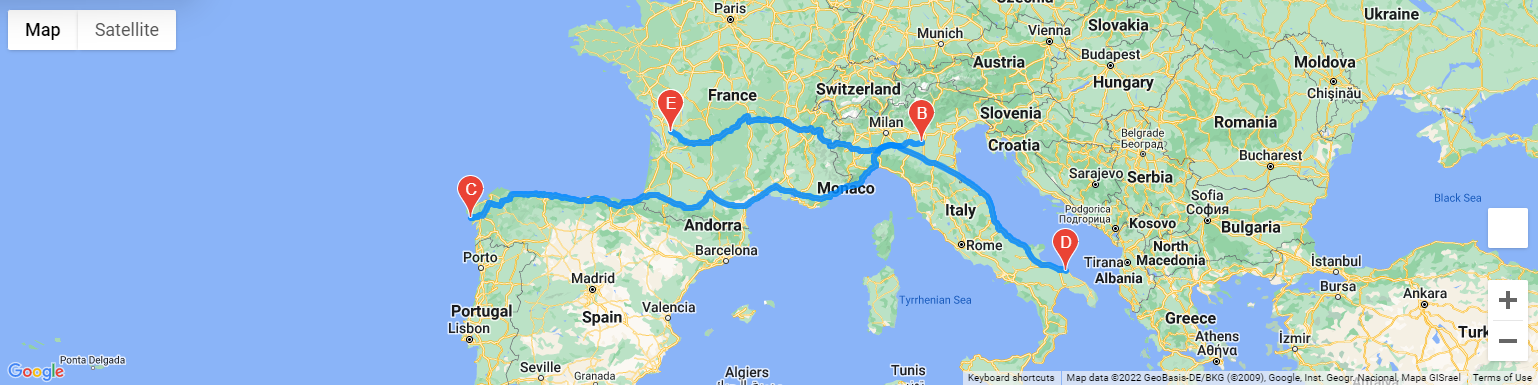 Map
Satellite
Paris
Slovakia
Ukraine
Munich
Vienna
Budapest
Austria
Moldova
Hungary
Chișinău
France
Switzerland
E
B
Milan
Slovenia
Croatia
Romania
Belgrade
Београд
Bucharest
C
Monaco
Sarajevo
Serbia
Sofia
София
Black Sea
Andorra
Italy
Podgorica
Подгорица
Kosovo
Bulgaria
D
Rome
Barcelona
Porto
Tirana
North
Macedonia
Albania
İstanbul
Bursa
Ankara
Madrid
Tyrrhenian Sea
Valencia
Portugal
Lisbon
Spain
Greece
Athens
Αθήνα
İzmir
Turk
Ponta Delgada
Seville
Granada
Algiers
Tunis
Google
Keyboard shortcuts
Map data ©2022 GeoBasis-DE/BKG (©2009), Google, Inst. Geogr. Nacional, Mapa GISrael
Terms of Use